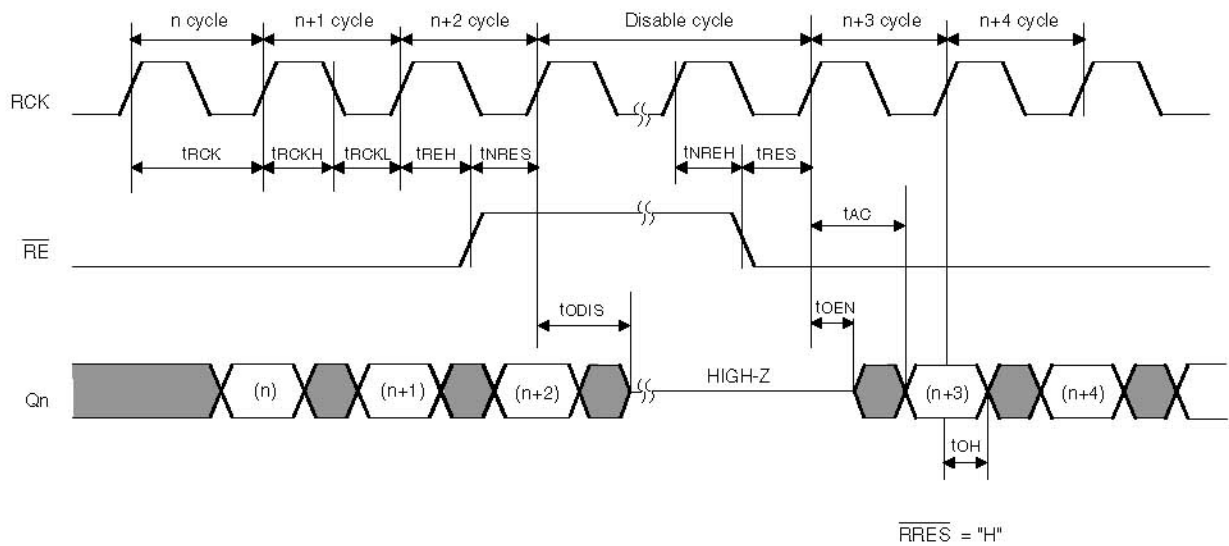 n cycle n+1 cycle n+2 cycle Disable cycle n+3 cycle n+4 cycle
RCK
tRCK tRCKH tRCKL tREH tNRES tNREH tRES
tAC
RE
tODIS tOEN
HIGH-Z
Qn (n) (n+1) (n+2) (n+3) (n+4)
tOH
RRES = "H"